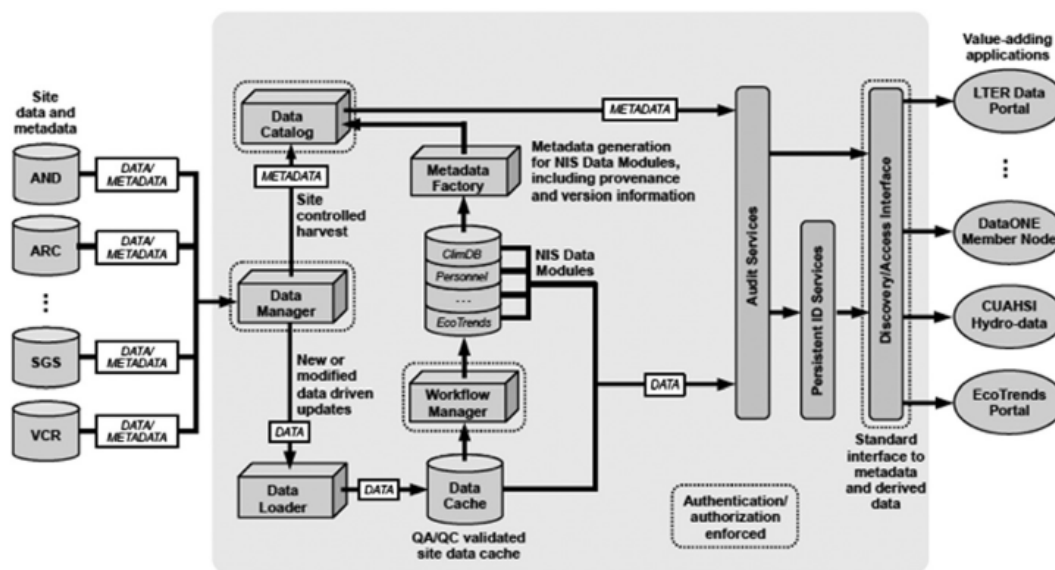 Site
data and
metadata
AND
DATA/
METADATA
ARC
DATA/
METADATA
SGS
DATA/
METADATA
VCR
DATA/
METADATA
Data
Catalog
METADATA
Site
controlled
harvest
Data
Manager
New or
modified
data driven
updates
DATA
Data
Loader
DATA
Data
Cache
QA/QC validated
site data cache
Workflow
Manager
ClimDB
Personnel
- - -
EcoTrends
NIS Data
Modules
Metadata
Factory
Metadata generation
for NIS Data Modules,
including provenance
and version information
METADATA
DATA
Audit Services
Persistent ID Services
Discovery/Access Interface
Standard
interface to
metadata
and derived
data
Authentication/
authorization
enforced
Value-adding
applications
LTER Data
Portal
DataONE
Member Node
CUAHSI
Hydro-data
EcoTrends
Portal